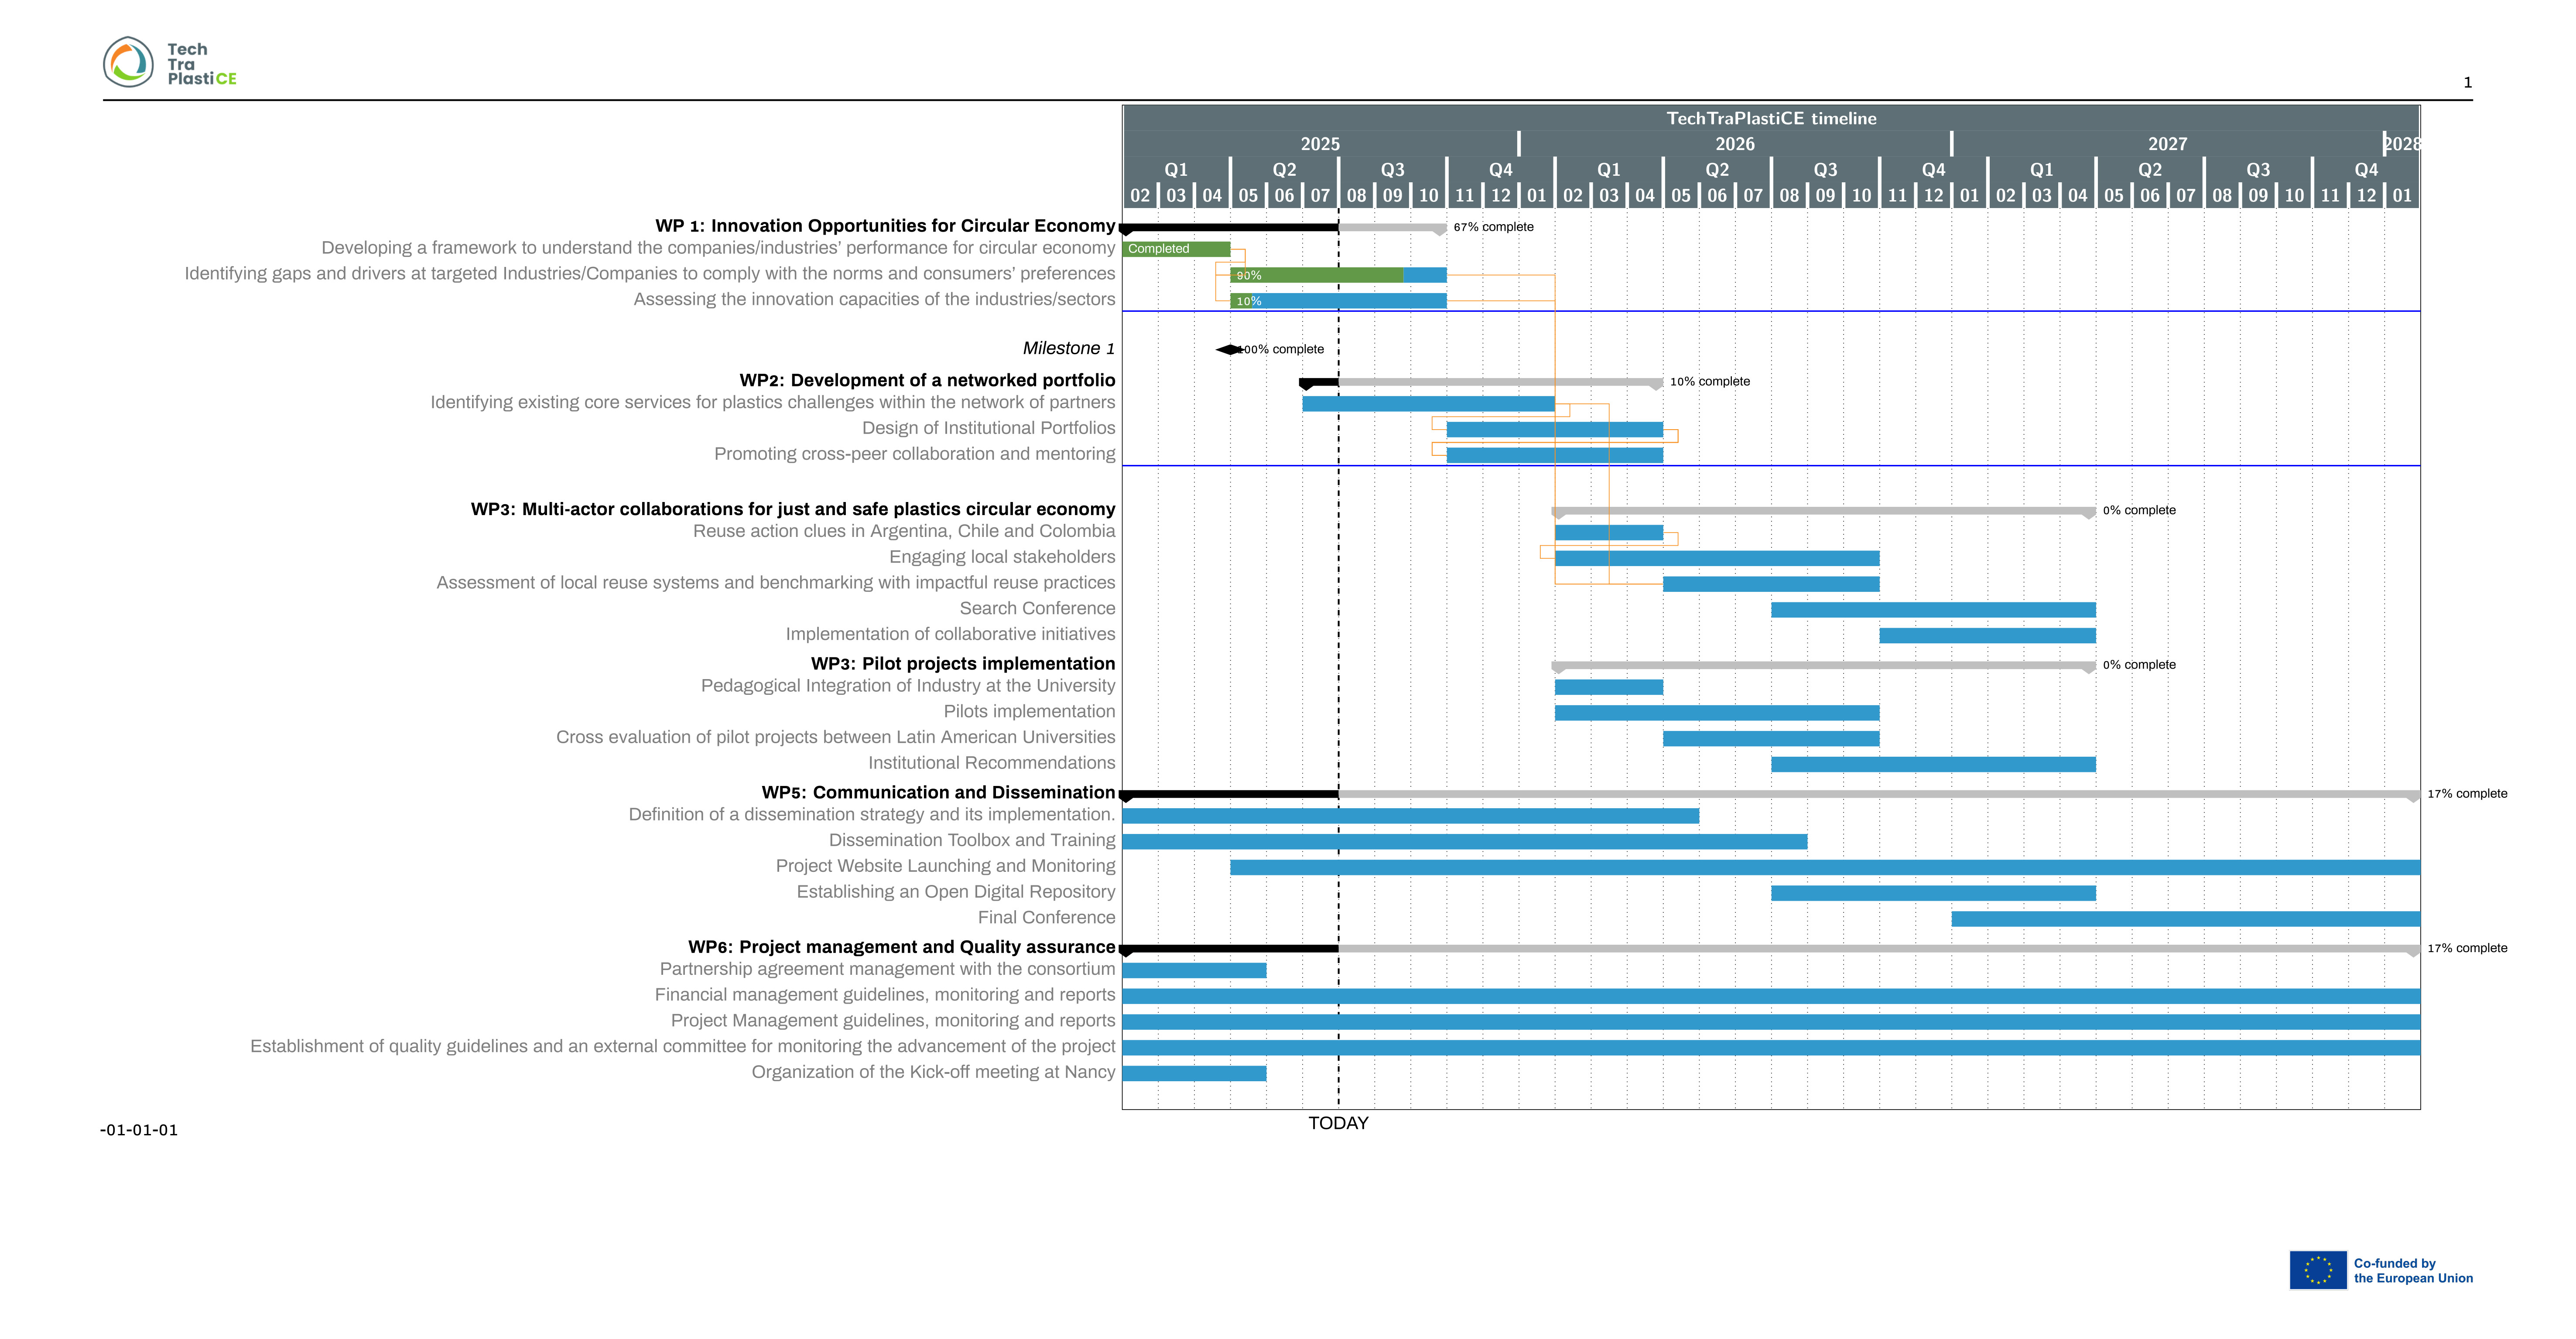 Tech
Tra
PlastiCE
1
TechTraPlastiCE timeline
2025 2026 2027 2028
Q1 Q2 Q3 Q4 Q1 Q2 Q3 Q4 Q1 Q2 Q3 Q4
02 03 04 05 06 07 08 09 10 11 12 01 02 03 04 05 06 07 08 09 10 11 12 01 02 03 04 05 06 07 08 09 10 11 12 01
WP 1: Innovation Opportunities for Circular Economy 67% complete
Developing a framework to understand the companies/industries’ performance for circular economy Completed
Identifying gaps and drivers at targeted Industries/Companies to comply with the norms and consumers’ preferences 90%
Assessing the innovation capacities of the industries/sectors 10%
Milestone 1 100% complete
WP2: Development of a networked portfolio 10% complete
Identifying existing core services for plastics challenges within the network of partners
Design of Institutional Portfolios
Promoting cross-peer collaboration and mentoring
WP3: Multi-actor collaborations for just and safe plastics circular economy 0% complete
Reuse action clues in Argentina, Chile and Colombia
Engaging local stakeholders
Assessment of local reuse systems and benchmarking with impactful reuse practices
Search Conference
Implementation of collaborative initiatives
WP3: Pilot projects implementation 0% complete
Pedagogical Integration of Industry at the University
Pilots implementation
Cross evaluation of pilot projects between Latin American Universities
Institutional Recommendations
WP5: Communication and Dissemination 17% complete
Definition of a dissemination strategy and its implementation.
Dissemination Toolbox and Training
Project Website Launching and Monitoring
Establishing an Open Digital Repository
Final Conference
WP6: Project management and Quality assurance 17% complete
Partnership agreement management with the consortium
Financial management guidelines, monitoring and reports
Project Management guidelines, monitoring and reports
Establishment of quality guidelines and an external committee for monitoring the advancement of the project
Organization of the Kick-off meeting at Nancy
TODAY
-01-01-01
Co-funded by
the European Union